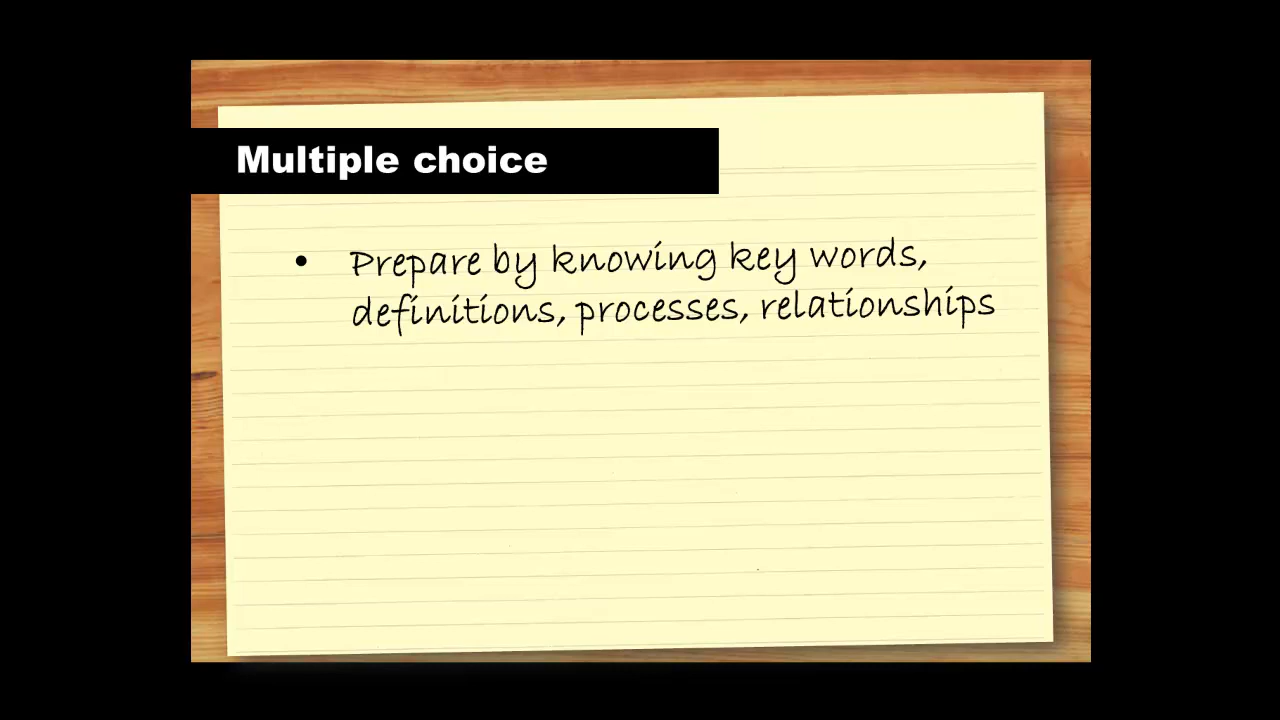 Multiple choice
• Prepare by knowing key words,
definitions, processes, relationships